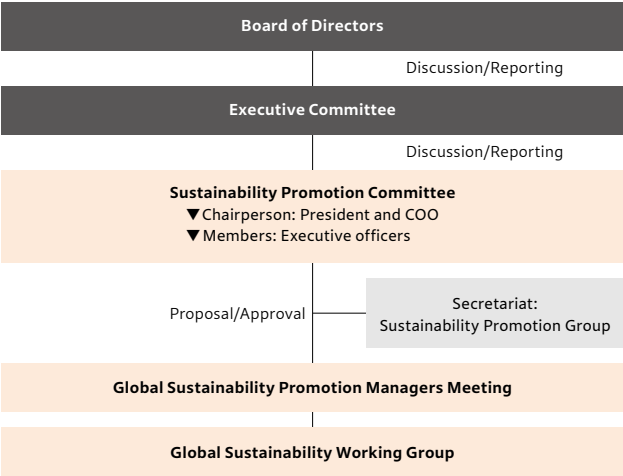 Board of Directors
Discussion/Reporting
Executive Committee
Discussion/Reporting
Sustainability Promotion Committee
▼Chairperson: President and COO
▼Members: Executive officers
Proposal/Approval
Secretariat:
Sustainability Promotion Group
Global Sustainability Promotion Managers Meeting
Global Sustainability Working Group